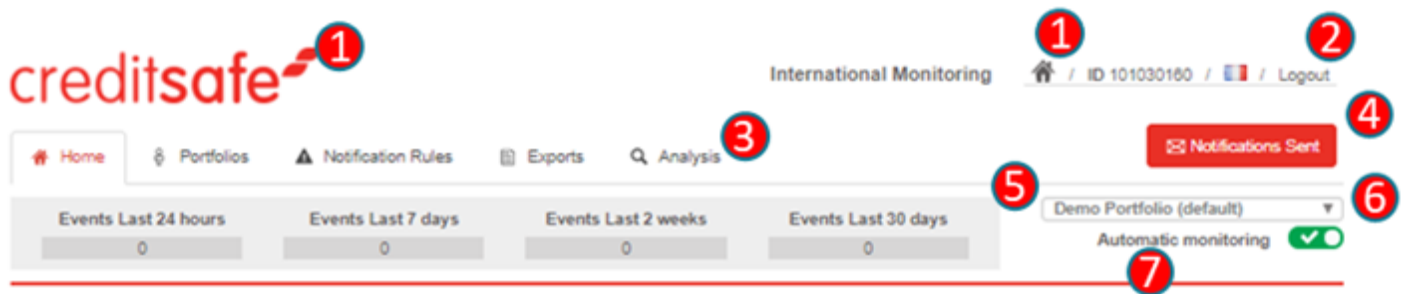 creditsafe 1
International Monitoring 1 / ID 101030160 / / Logout 2
Home Portfolios Notification Rules Exports Analysis 3 Notifications Sent 4
Events Last 24 hours Events Last 7 days Events Last 2 weeks Events Last 30 days 5 Demo Portfolio (default) 6
0 0 0 0 Automatic monitoring
7